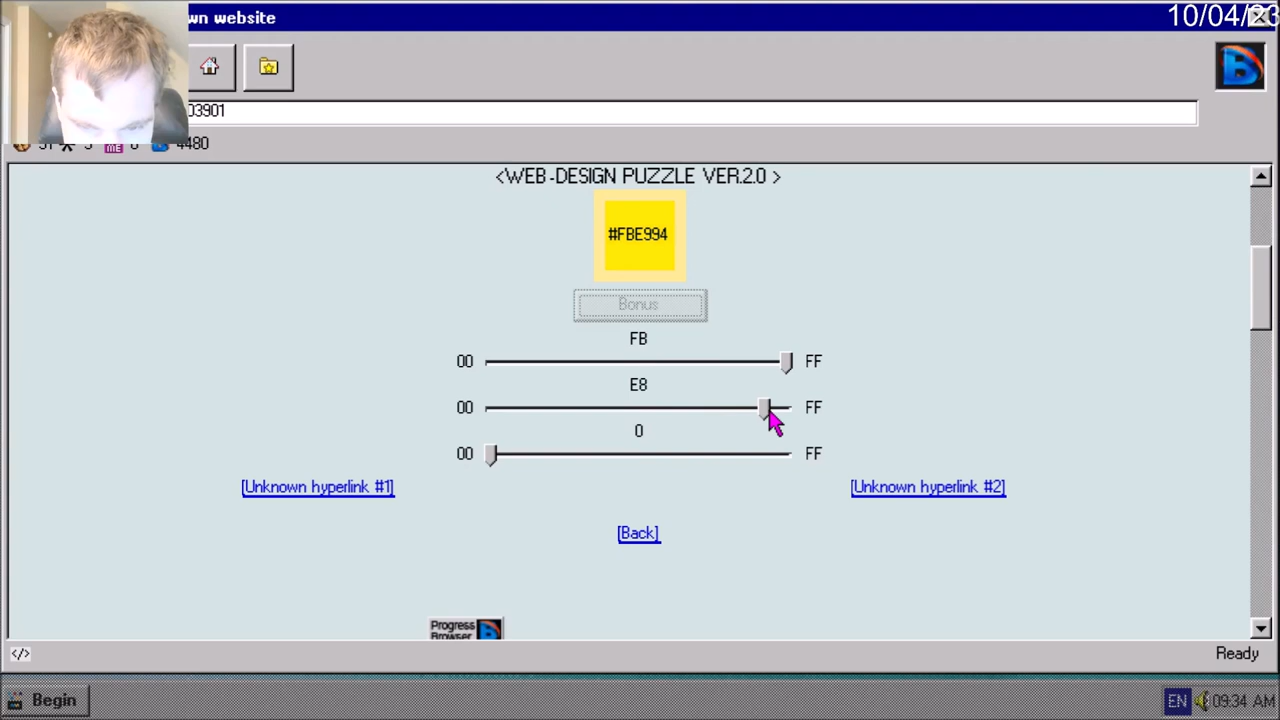 wn website
10/04/23
03901
4480
<WEB-DESIGN PUZZLE VER.2.0 >
#FBE994
Bonus
FB
00 FF
E8
00 FF
0
00 FF
[Unknown hyperlink #1] [Unknown hyperlink #2]
[Back]
Progress
Browser
</> Ready
Begin EN 09:34 AM